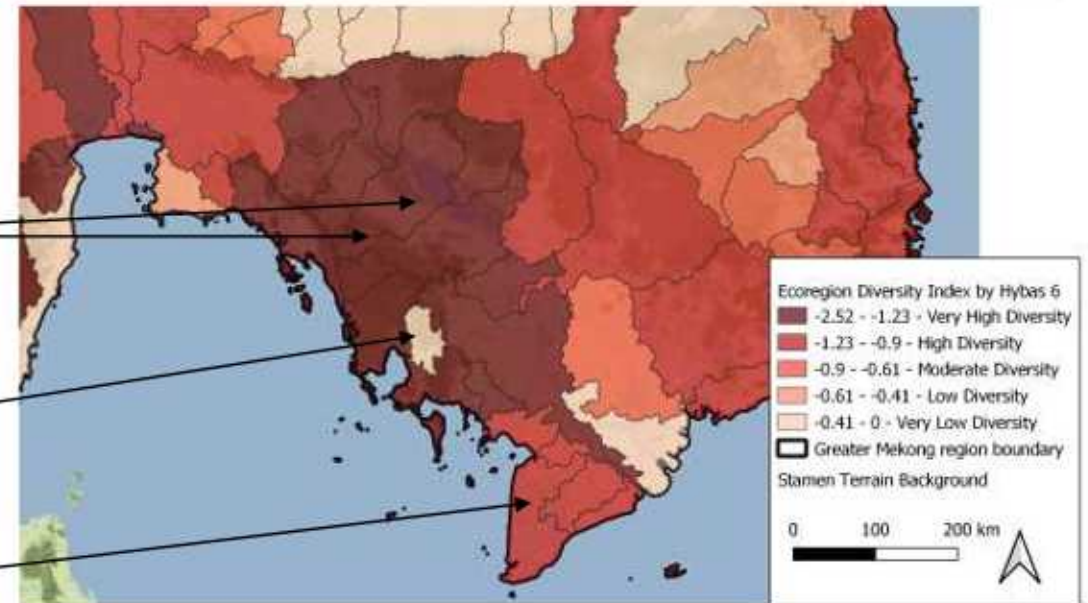 Ecoregion Diversity Index by Hybas 6
-2.52 - -1.23 - Very High Diversity
-1.23 - -0.9 - High Diversity
-0.9 - -0.61 - Moderate Diversity
-0.61 - -0.41 - Low Diversity
-0.41 - 0 - Very Low Diversity
Greater Mekong region boundary
Stamen Terrain Background
0 100 200 km